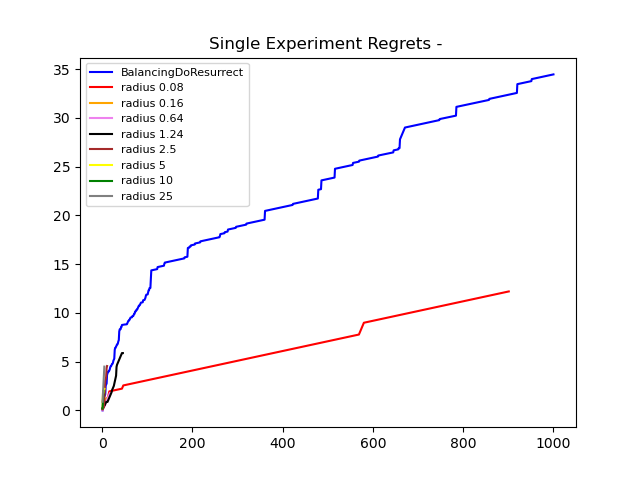 Single Experiment Regrets -
BalancingDoResurrect
radius 0.08
radius 0.16
radius 0.64
radius 1.24
radius 2.5
radius 5
radius 10
radius 25
35
30
25
20
15
10
5
0
0 200 400 600 800 1000